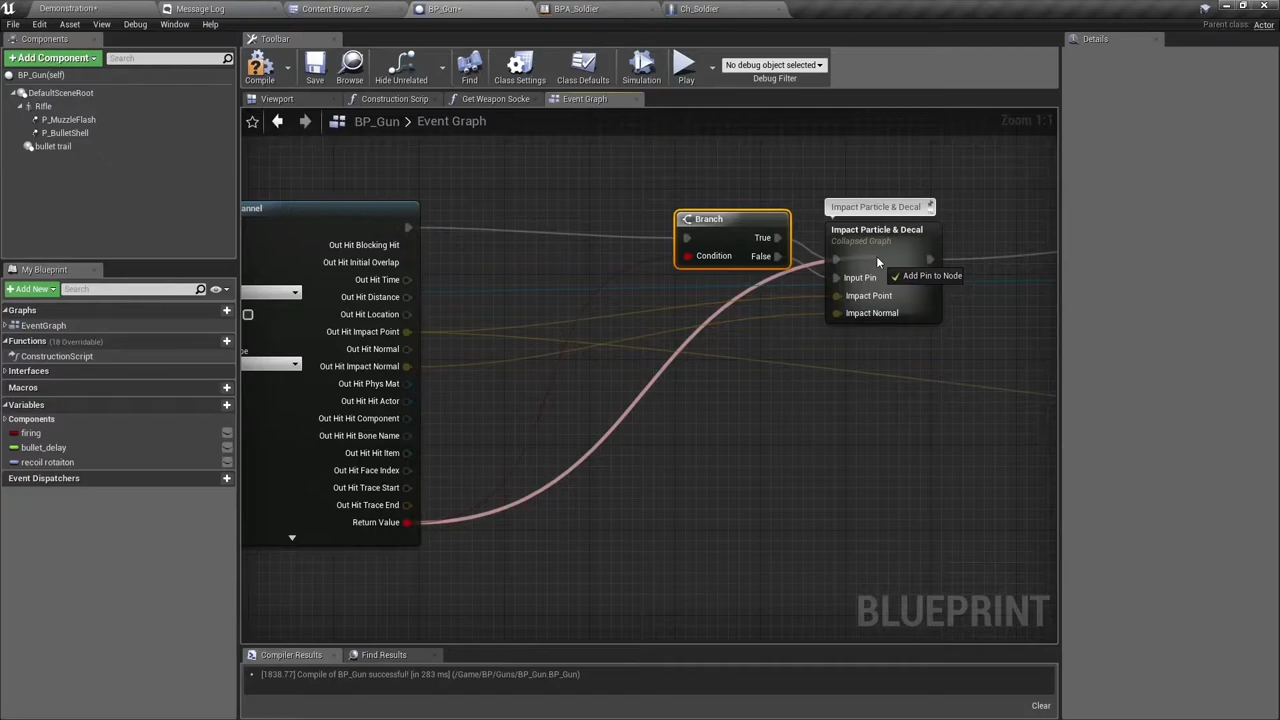 Demonstration*
Message Log
Content Browser 2
BP_Gun*
BPA_Soldier
Ch_Soldier
File Edit Asset View Debug Window Help
Parent class: Actor
Components
Toolbar
Details
+Add Component
Search
BP_Gun(self)
DefaultSceneRoot
Rifle
P_MuzzleFlash
P_BulletShell
bullet trail
Compile
Save
Browse
Hide Unrelated
Find
Class Settings
Class Defaults
Simulation
Play
No debug object selected
Debug Filter
Viewport
Construction Scrip
Get Weapon Socke
Event Graph
BP_Gun > Event Graph
Zoom 1:1
annel
Out Hit Blocking Hit
Out Hit Initial Overlap
Out Hit Time
Out Hit Distance
Out Hit Location
Out Hit Impact Point
Out Hit Normal
Out Hit Impact Normal
Out Hit Phys Mat
Out Hit Hit Actor
Out Hit Hit Component
Out Hit Hit Bone Name
Out Hit Hit Item
Out Hit Face Index
Out Hit Trace Start
Out Hit Trace End
Return Value
Branch
True
Condition
False
Impact Particle & Decal
Impact Particle & Decal
Collapsed Graph
Input Pin
Add Pin to Node
Impact Point
Impact Normal
BLUEPRINT
My Blueprint
+Add New
Search
Graphs
EventGraph
Functions (18 Overridable)
ConstructionScript
Interfaces
Macros
Variables
Components
firing
bullet_delay
recoil rotaiton
Event Dispatchers
Compiler Results
Find Results
[1838.77] Compile of BP_Gun successful! [in 283 ms] (/Game/BP/Guns/BP_Gun.BP_Gun)
Clear